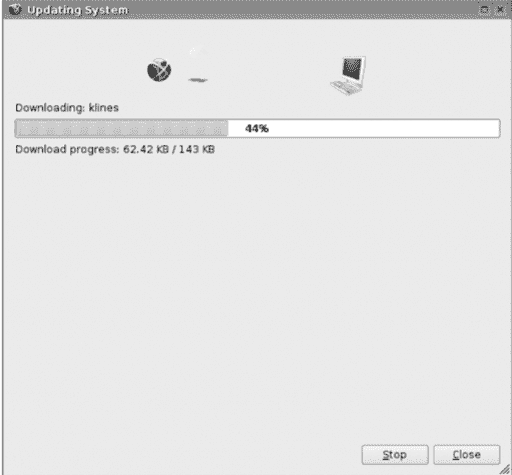 Updating System
Downloading: klines
44%
Download progress: 62.42 KB / 143 KB
Stop
Close